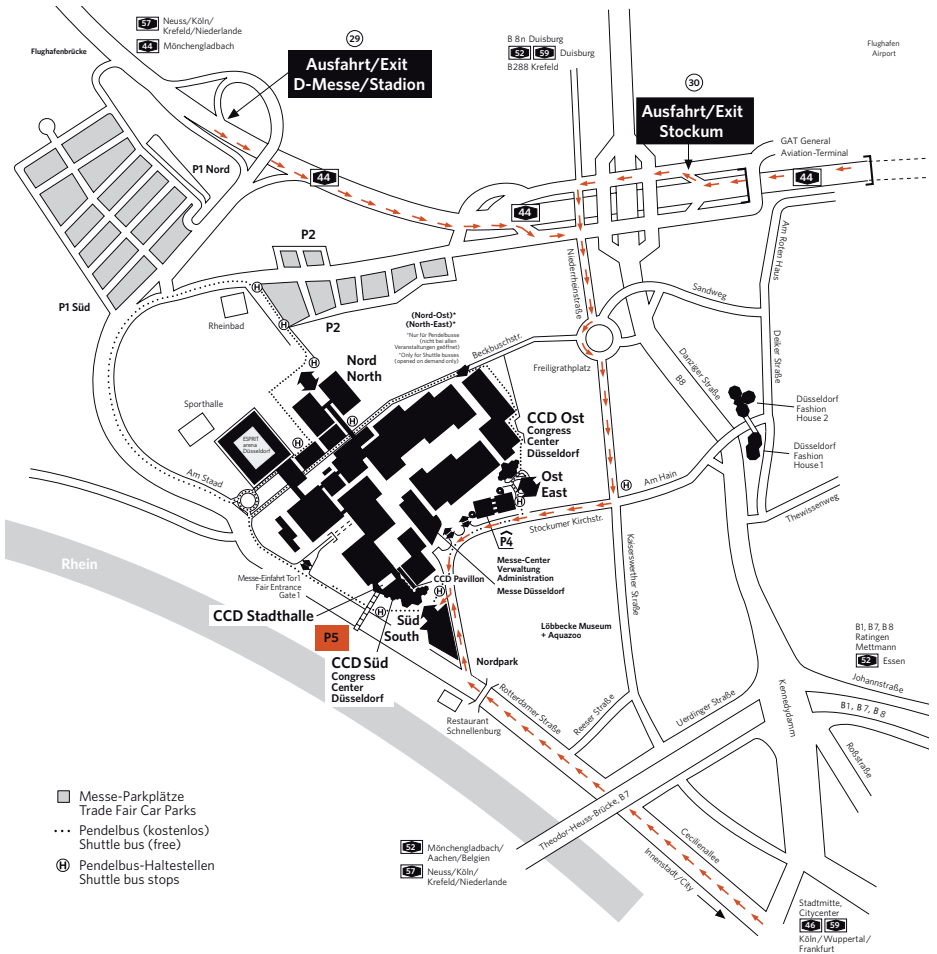 57 Neuss/Köln/
Krefeld/Niederlande
44 Mönchengladbach
Flughafenbrücke
29
Ausfahrt/Exit
D-Messe/Stadion
B 8n Duisburg
52 59 Duisburg
B288 Krefeld
Flughafen
Airport
30
Ausfahrt/Exit
Stockum
GAT General
Aviation-Terminal
P1 Nord
44
44
44
P2
Am Roten Haus
Niederrheinstraße
Sandweg
P1 Süd
Rheinbad
P2
(Nord-Ost)*
(North-East)*
*Nur für Pendelbusse
(nicht bei allen
Veranstaltungen geöffnet)
*Only for Shuttle busses
(opened on demand only)
Beckbuschstr.
Freiligrathplatz
Danziger Straße
B8
Deiker Straße
H
H
H
Nord
North
Sporthalle
H
H
ESPRIT
arena
Düsseldorf
CCD Ost
Congress
Center
Düsseldorf
Düsseldorf
Fashion
House 2
Düsseldorf
Fashion
House 1
Am Staad
Ost
East
H
H
Am Hain
Thewissenweg
Stockumer Kirchstr.
P4
Kaiserswerther Straße
Rhein
Messe-Center
Verwaltung
Administration
Messe Düsseldorf
Messe-Einfahrt Tor1
Fair Entrance
Gate 1
CCD Pavillon
H
H
CCD Stadthalle
Süd
South
P5
CCD Süd
Congress
Center
Düsseldorf
Löbbecke Museum
+ Aquazoo
Nordpark
B1, B7, B8
Ratingen
Mettmann
52 Essen
Johannstraße
B1, B7, B8
Restaurant
Schnellenburg
Rotterdamer Straße
Reeser Straße
Uerdinger Straße
Kennedydamm
Roßstraße
Theodor-Heuss-Brücke, B7
Messe-Parkplätze
Trade Fair Car Parks
Pendelbus (kostenlos)
Shuttle bus (free)
H Pendelbus-Haltestellen
Shuttle bus stops
52 Mönchengladbach/
Aachen/Belgien
57 Neuss/Köln/
Krefeld/Niederlande
Cecilienallee
Innenstadt/City
Stadtmitte,
Citycenter
46 59
Köln/Wuppertal/
Frankfurt